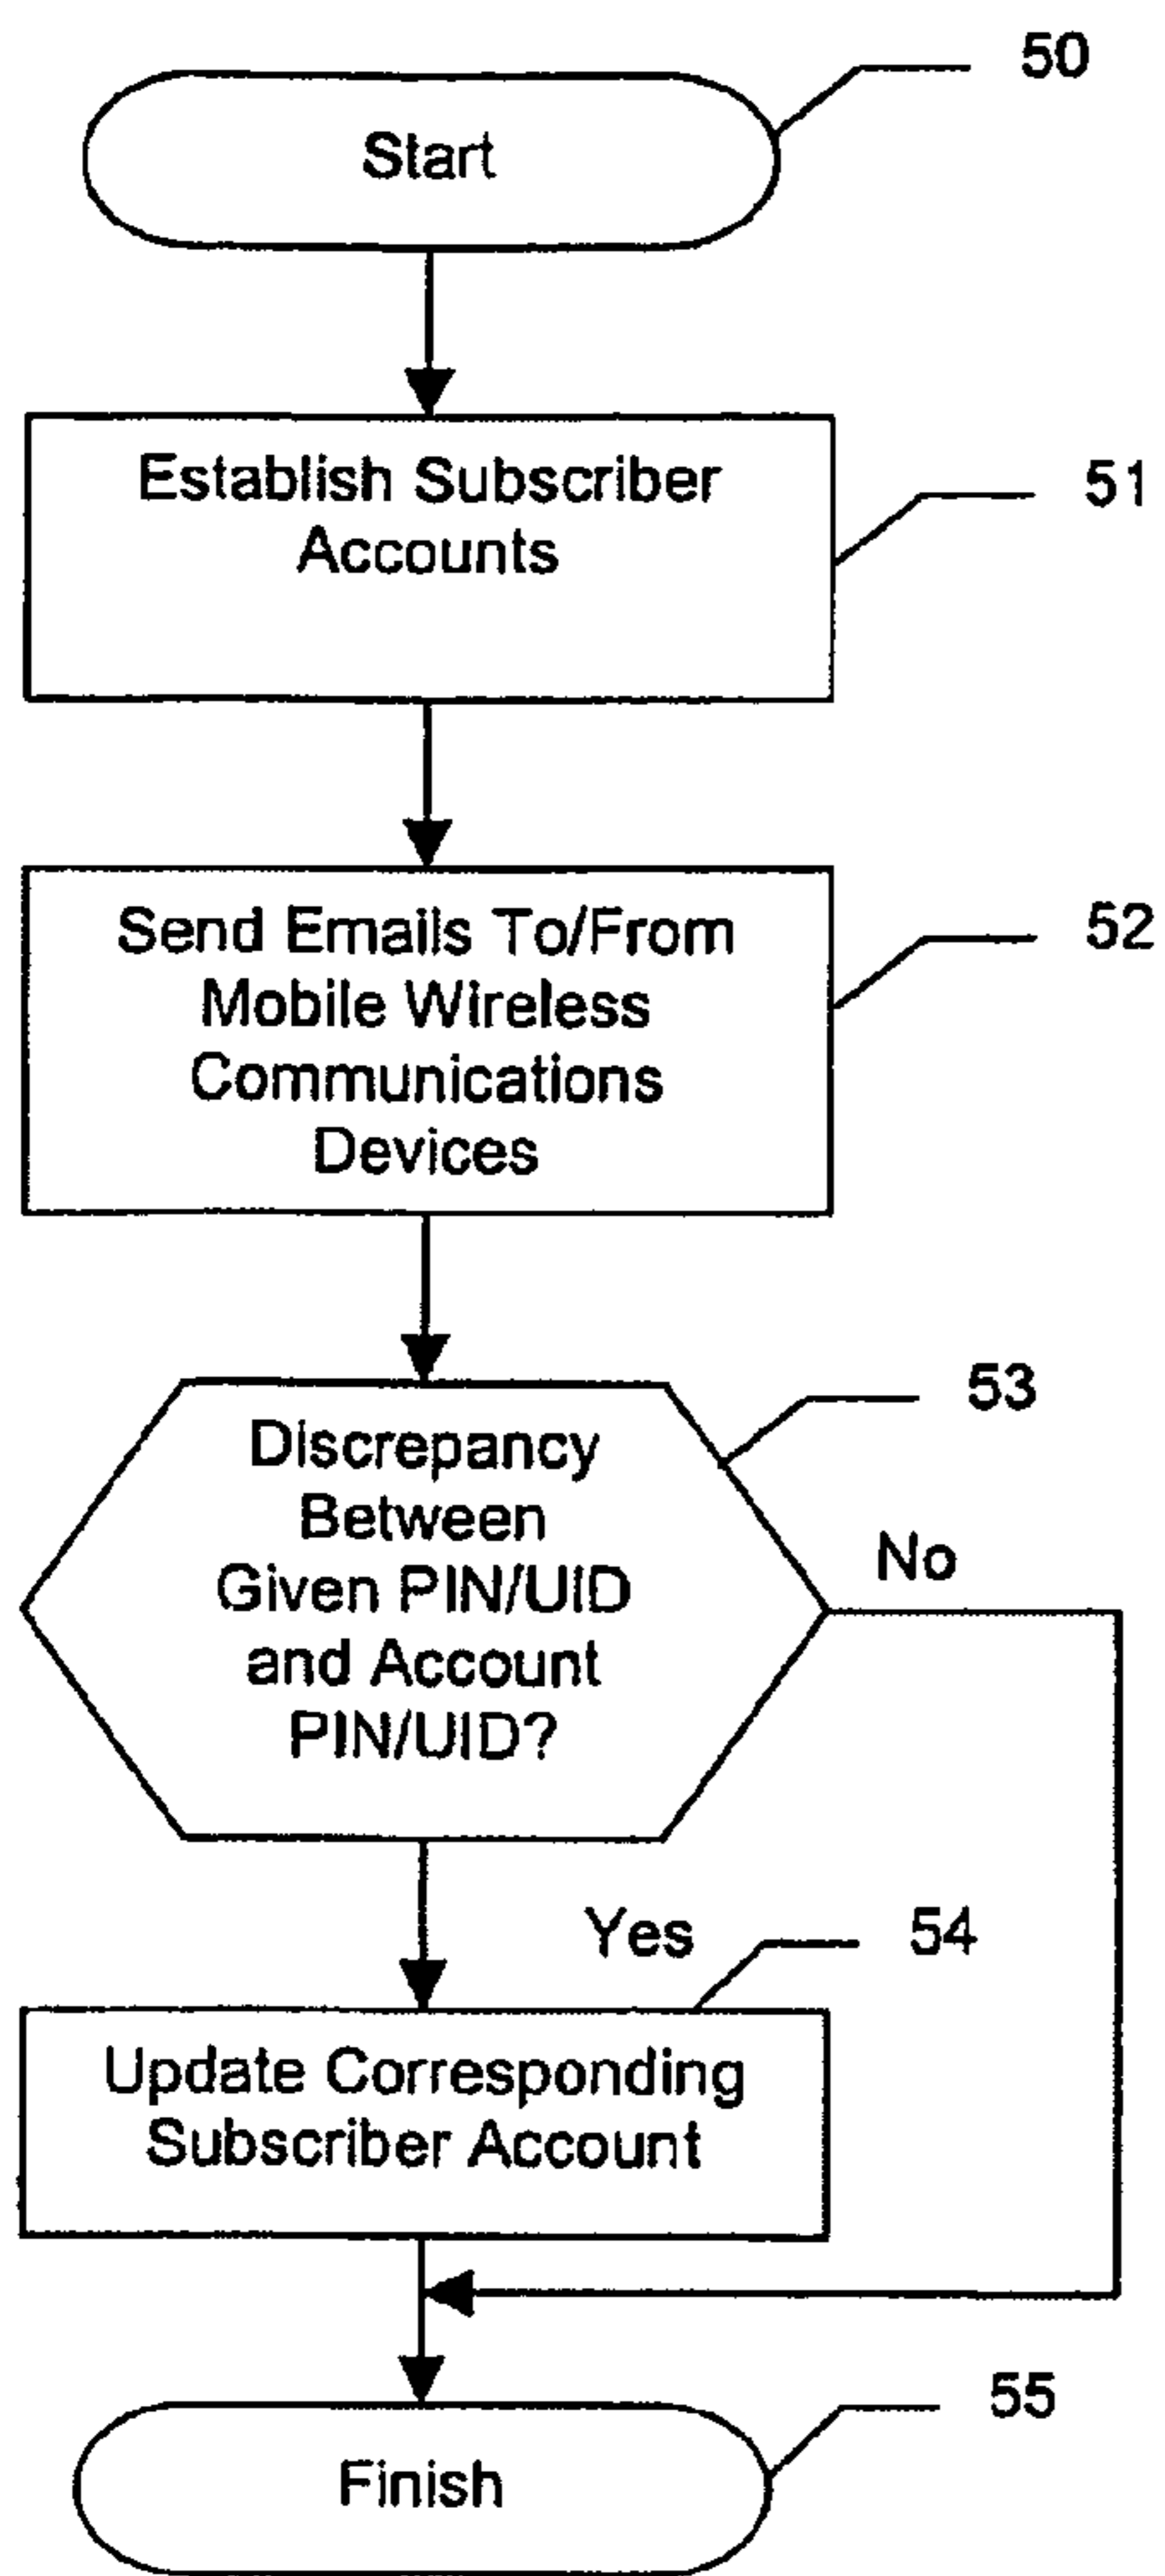 50
Start
Establish Subscriber
Accounts
51
Send Emails To/From
Mobile Wireless
Communications
Devices
52
53
Discrepancy
Between
Given PIN/UID
and Account
PIN/UID?
No
Yes
54
Update Corresponding
Subscriber Account
55
Finish